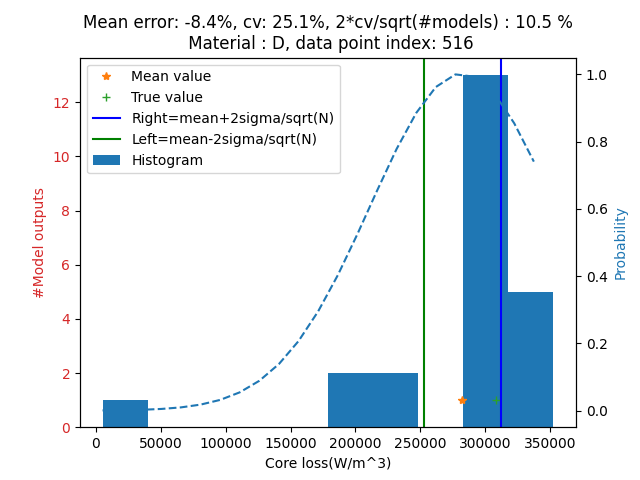 Mean error: -8.4%, cv: 25.1%, 2*cv/sqrt(#models) : 10.5 %
Material : D, data point index: 516
Mean value
True value
Right=mean+2sigma/sqrt(N)
Left=mean-2sigma/sqrt(N)
Histogram
12
10
8
6
4
2
0
#Model outputs
1.0
0.8
0.6
0.4
0.2
0.0
Probability
0
50000
100000
150000
200000
250000
300000
350000
Core loss(W/m^3)